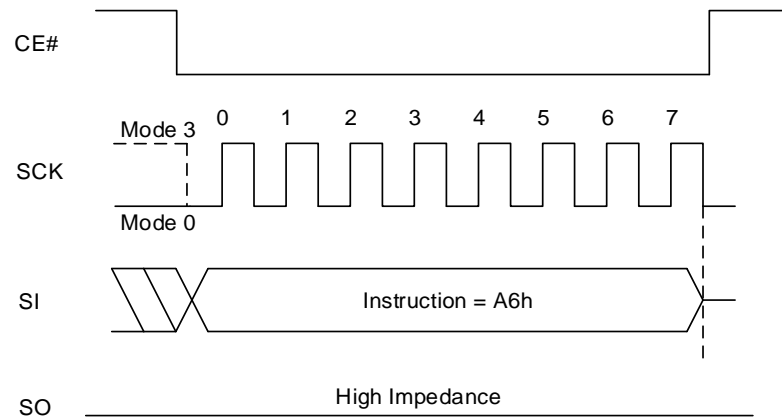 CE#
Mode 3
0 1 2 3 4 5 6 7
SCK
Mode 0
SI
Instruction = A6h
High Impedance
SO